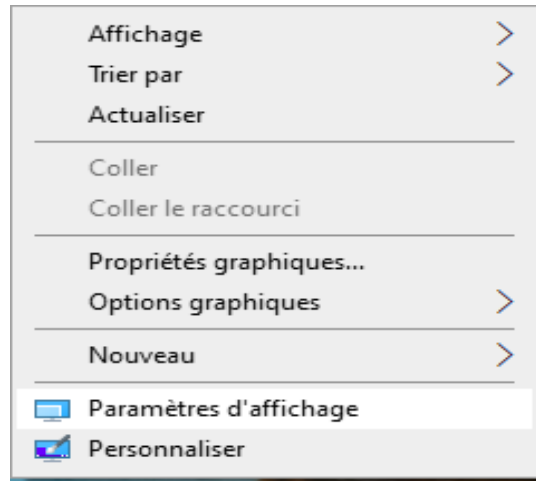 Affichage
Trier par
Actualiser
Coller
Coller le raccourci
Propriétés graphiques...
Options graphiques
Nouveau
Paramètres d'affichage
Personnaliser